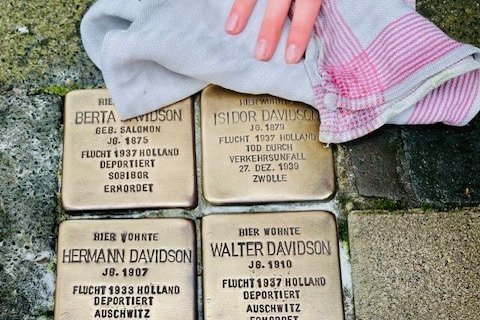 HIER
BERTA DAVIDSON
GEB. SALOMON
JG. 1875
FLUCHT 1937 HOLLAND
DEPORTIERT
SOBIBOR
ERMORDET
HIER WOHNTE
ISIDOR DAVIDSON
JG. 1879
FLUCHT 1937 HOLLAND
TOD DURCH
VERKEHRSUNFALL
27. DEZ. 1939
ZWOLLE
HIER WOHNTE
HERMANN DAVIDSON
JG. 1907
FLUCHT 1933 HOLLAND
DEPORTIERT
AUSCHWITZ
HIER WOHNTE
WALTER DAVIDSON
JG. 1910
FLUCHT 1937 HOLLAND
DEPORTIERT
AUSCHWITZ
ERMORDET